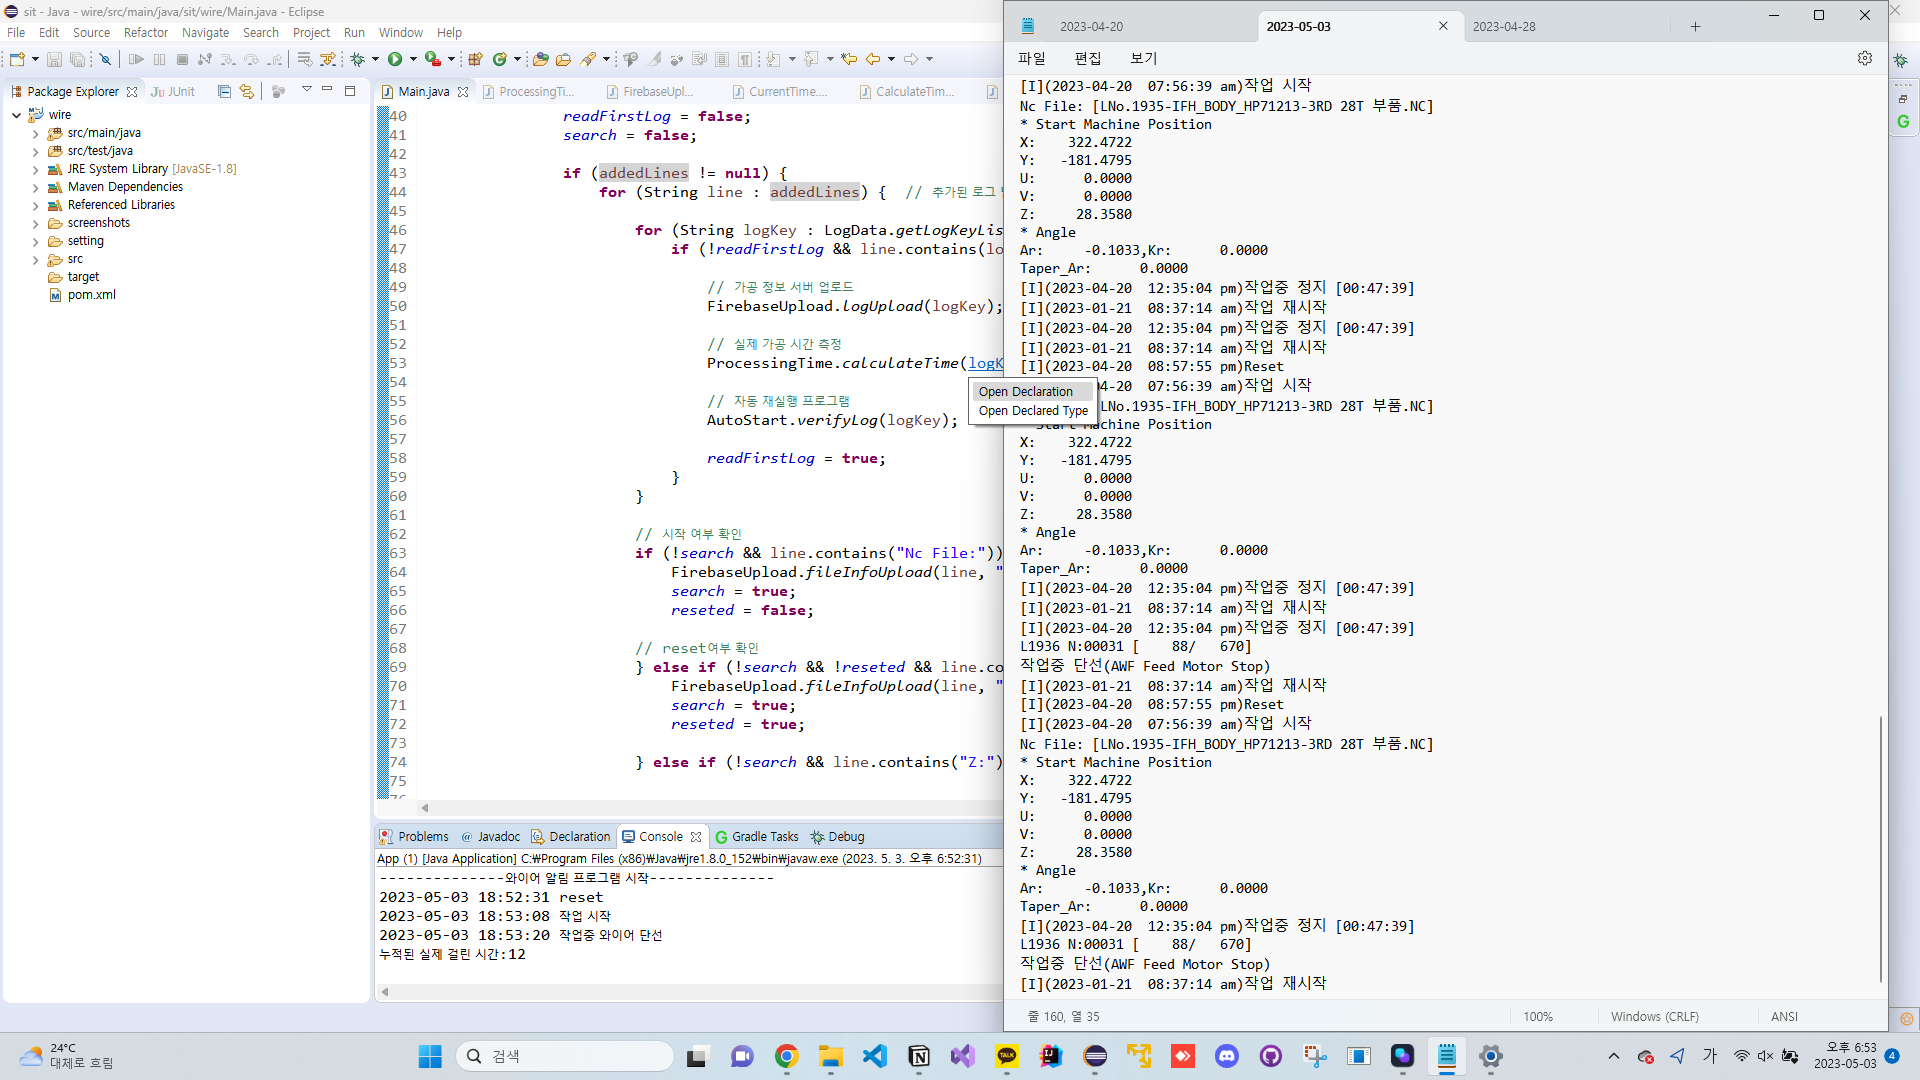 sit - Java - wire/src/main/java/sit/wire/Main.java - Eclipse
File Edit Source Refactor Navigate Search Project Run Window Help
Package Explorer
JUnit
wire
src/main/java
src/test/java
JRE System Library [JavaSE-1.8]
Maven Dependencies
Referenced Libraries
screenshots
setting
src
target
pom.xml
Main.java
ProcessingTi...
FirebaseUpl...
CurrentTime....
CalculateTim...
40 readFirstLog = false;
41 search = false;
42
43 if (addedLines != null) {
44 for (String line : addedLines) { // 추가된 로그
45
46 for (String logKey : LogData.getLogKeyLis
47 if (!readFirstLog && line.contains(lo
48
49 // 가공 정보 서버 업로드
50 FirebaseUpload.logUpload(logKey);
51
52 // 실제 가공 시간 측정
53 ProcessingTime.calculateTime(logK
54
55 // 자동 재실행 프로그램
56 AutoStart.verifyLog(logKey);
57
58 readFirstLog = true;
59 }
60 }
61
62 // 시작 여부 확인
63 if (!search && line.contains("Nc File:"))
64 FirebaseUpload.fileInfoUpload(line, "
65 search = true;
66 reseted = false;
67
68 // reset여부 확인
69 } else if (!search && !reseted && line.co
70 FirebaseUpload.fileInfoUpload(line, "
71 search = true;
72 reseted = true;
73
74 } else if (!search && line.contains("Z:")
75
76
Open Declaration
Open Declared Type
Problems
Javadoc
Declaration
Console
Gradle Tasks
Debug
App (1) [Java Application] C:₩Program Files (x86)₩Java₩jre1.8.0_152₩bin₩javaw.exe (2023. 5. 3. 오후 6:52:31)
--------------와이어 알림 프로그램 시작--------------
2023-05-03 18:52:31 reset
2023-05-03 18:53:08 작업 시작
2023-05-03 18:53:20 작업중 와이어 단선
누적된 실제 걸린 시간:12
2023-04-20
2023-05-03
2023-04-28
파일 편집 보기
[I](2023-04-20 07:56:39 am)작업 시작
Nc File: [LNo.1935-IFH_BODY_HP71213-3RD 28T 부품.NC]
* Start Machine Position
X: 322.4722
Y: -181.4795
U: 0.0000
V: 0.0000
Z: 28.3580
* Angle
Ar: -0.1033,Kr: 0.0000
Taper_Ar: 0.0000
[I](2023-04-20 12:35:04 pm)작업중 정지 [00:47:39]
[I](2023-01-21 08:37:14 am)작업 재시작
[I](2023-04-20 12:35:04 pm)작업중 정지 [00:47:39]
[I](2023-01-21 08:37:14 am)작업 재시작
[I](2023-04-20 08:57:55 pm)Reset
4-20 07:56:39 am)작업 시작
LNo.1935-IFH_BODY_HP71213-3RD 28T 부품.NC]
* Start Machine Position
X: 322.4722
Y: -181.4795
U: 0.0000
V: 0.0000
Z: 28.3580
* Angle
Ar: -0.1033,Kr: 0.0000
Taper_Ar: 0.0000
[I](2023-04-20 12:35:04 pm)작업중 정지 [00:47:39]
[I](2023-01-21 08:37:14 am)작업 재시작
[I](2023-04-20 12:35:04 pm)작업중 정지 [00:47:39]
L1936 N:00031 [ 88/ 670]
작업중 단선(AWF Feed Motor Stop)
[I](2023-01-21 08:37:14 am)작업 재시작
[I](2023-04-20 08:57:55 pm)Reset
[I](2023-04-20 07:56:39 am)작업 시작
Nc File: [LNo.1935-IFH_BODY_HP71213-3RD 28T 부품.NC]
* Start Machine Position
X: 322.4722
Y: -181.4795
U: 0.0000
V: 0.0000
Z: 28.3580
* Angle
Ar: -0.1033,Kr: 0.0000
Taper_Ar: 0.0000
[I](2023-04-20 12:35:04 pm)작업중 정지 [00:47:39]
L1936 N:00031 [ 88/ 670]
작업중 단선(AWF Feed Motor Stop)
[I](2023-01-21 08:37:14 am)작업 재시작
줄 160, 열 35
100%
Windows (CRLF)
ANSI
24°C
대체로 흐림
검색
TALK
가
오후 6:53
2023-05-03
4